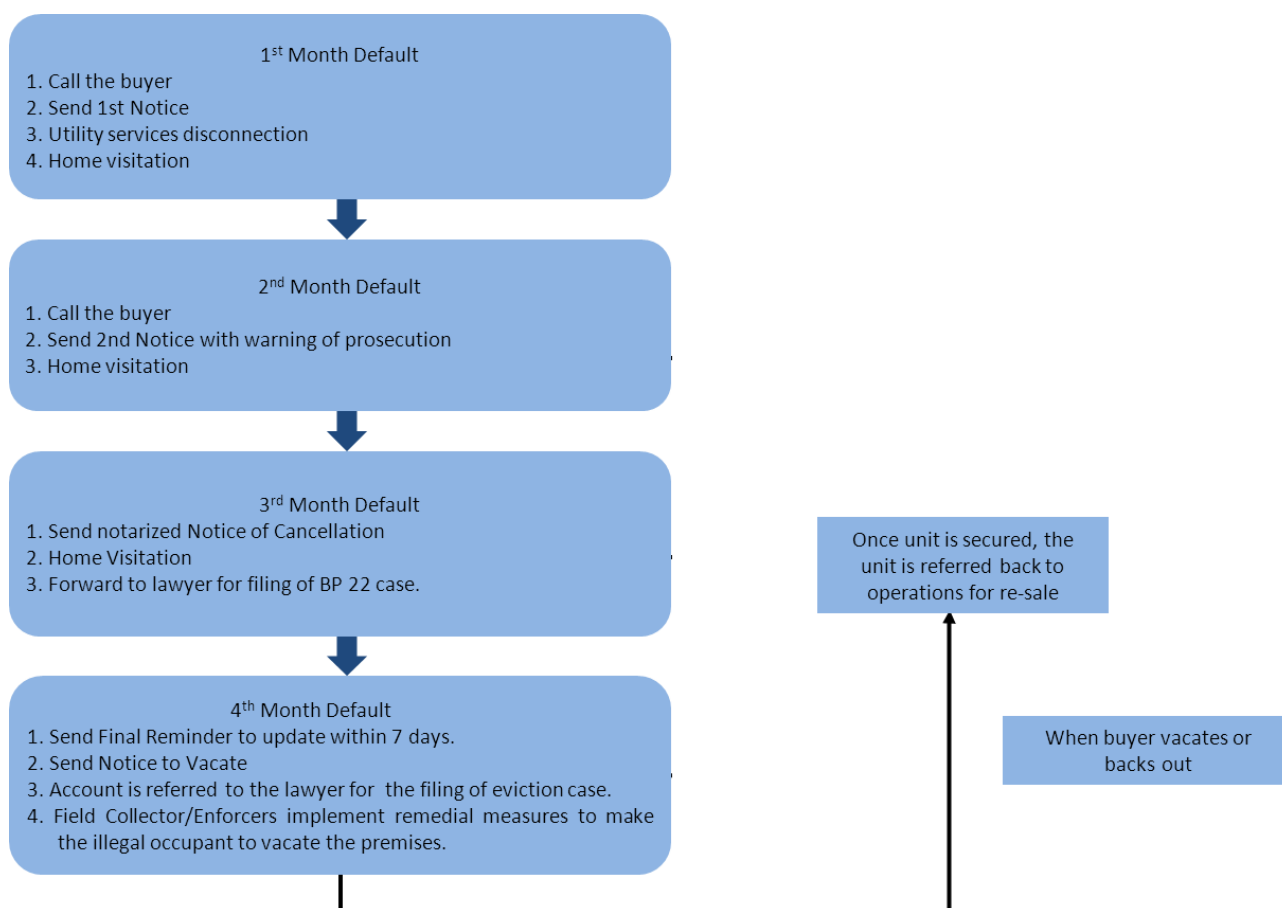 1st Month Default
1. Call the buyer
2. Send 1st Notice
3. Utility services disconnection
4. Home visitation
2nd Month Default
1. Call the buyer
2. Send 2nd Notice with warning of prosecution
3. Home visitation
3rd Month Default
1. Send notarized Notice of Cancellation
2. Home Visitation
3. Forward to lawyer for filing of BP 22 case.
4th Month Default
1. Send Final Reminder to update within 7 days.
2. Send Notice to Vacate
3. Account is referred to the lawyer for the filing of eviction case.
4. Field Collector/Enforcers implement remedial measures to make
the illegal occupant to vacate the premises.
Once unit is secured, the
unit is referred back to
operations for re-sale
When buyer vacates or
backs out